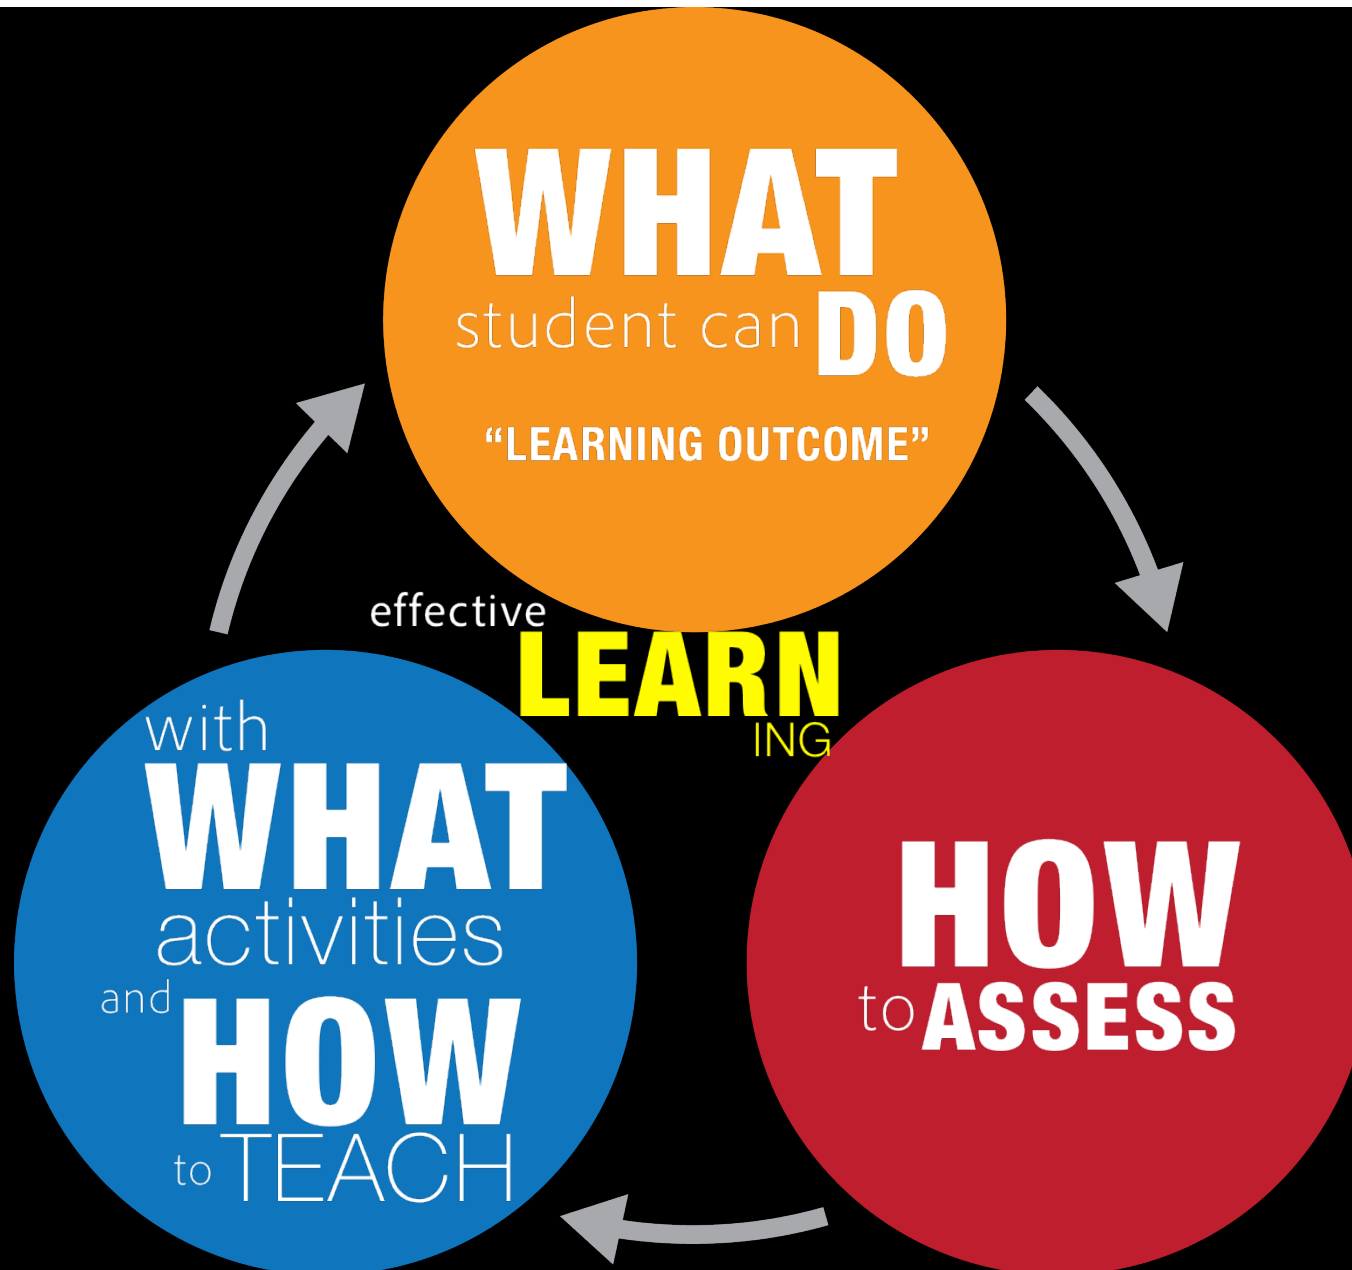 WHAT
student can DO
“LEARNING OUTCOME”
effective
LEARN
ING
with
WHAT
activities
and HOW
to TEACH
HOW
to ASSESS